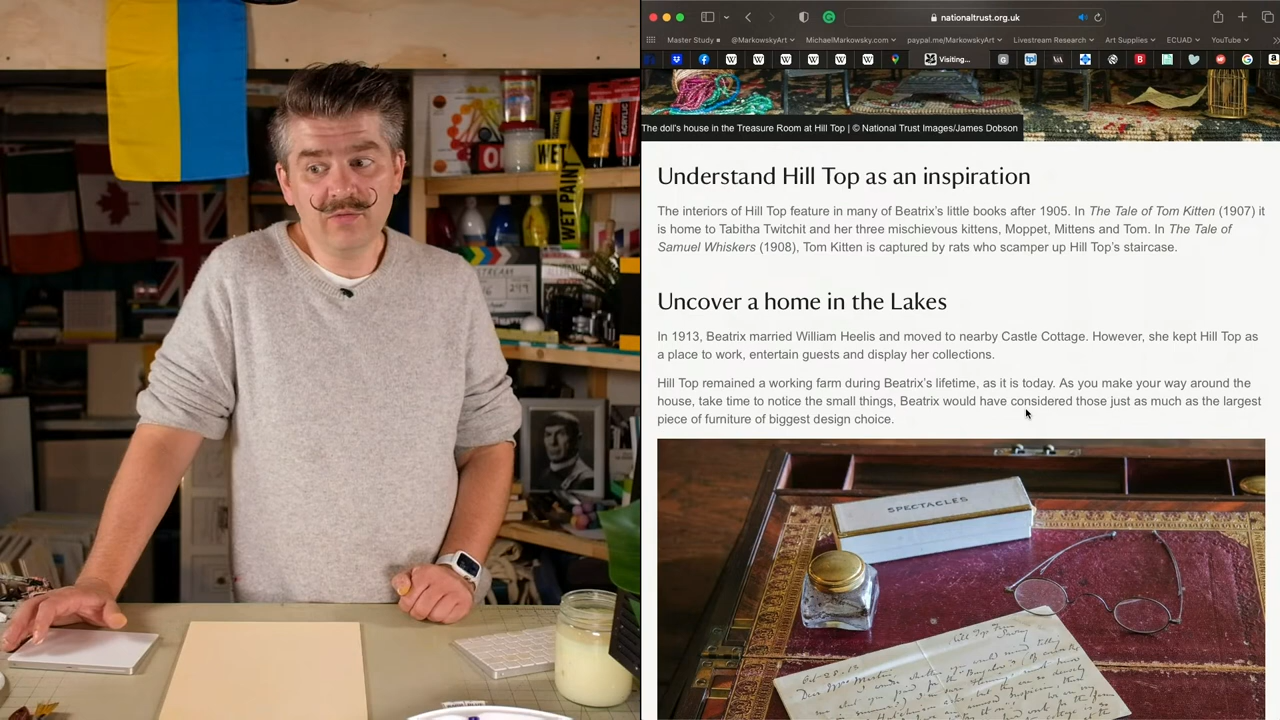 nationaltrust.org.uk
Master Study
@MarkowskyArt
MichaelMarkowsky.com
paypal.me/MarkowskyArt
Livestream Research
Art Supplies
ECUAD
YouTube
Visiting...
The doll's house in the Treasure Room at Hill Top | © National Trust Images/James Dobson
Understand Hill Top as an inspiration
The interiors of Hill Top feature in many of Beatrix's little books after 1905. In The Tale of Tom Kitten (1907) it
is home to Tabitha Twitchit and her three mischievous kittens, Moppet, Mittens and Tom. In The Tale of
Samuel Whiskers (1908), Tom Kitten is captured by rats who scamper up Hill Top's staircase.
Uncover a home in the Lakes
In 1913, Beatrix married William Heelis and moved to nearby Castle Cottage. However, she kept Hill Top as
a place to work, entertain guests and display her collections.
Hill Top remained a working farm during Beatrix's lifetime, as it is today. As you make your way around the
house, take time to notice the small things, Beatrix would have considered those just as much as the largest
piece of furniture of biggest design choice.
SPECTACLES
ACRYLIC
ACRYLIC
WET
WET PAINT